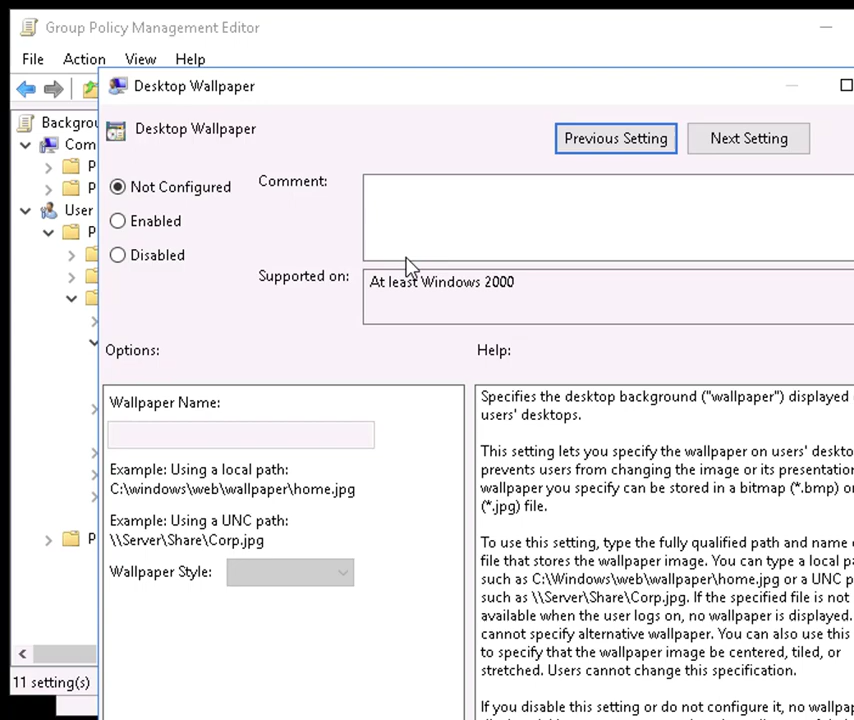 Group Policy Management Editor
File Action View Help
Desktop Wallpaper
Desktop Wallpaper
Previous Setting
Next Setting
Not Configured
Enabled
Disabled
Comment:
Supported on:
At least Windows 2000
Backgrou
Com
P
P
User
P
P
Options:
Help:
Wallpaper Name:
Example: Using a local path:
C:\windows\web\wallpaper\home.jpg
Example: Using a UNC path:
\\Server\Share\Corp.jpg
Wallpaper Style:
Specifies the desktop background ("wallpaper") displayed
users' desktops.
This setting lets you specify the wallpaper on users' deskto
prevents users from changing the image or its presentation
wallpaper you specify can be stored in a bitmap (*.bmp) or
(*.jpg) file.
To use this setting, type the fully qualified path and name
file that stores the wallpaper image. You can type a local pa
such as C:\Windows\web\wallpaper\home.jpg or a UNC p
such as \\Server\Share\Corp.jpg. If the specified file is not
available when the user logs on, no wallpaper is displayed.
cannot specify alternative wallpaper. You can also use this
to specify that the wallpaper image be centered, tiled, or
stretched. Users cannot change this specification.
If you disable this setting or do not configure it, no wallpap
11 setting(s)